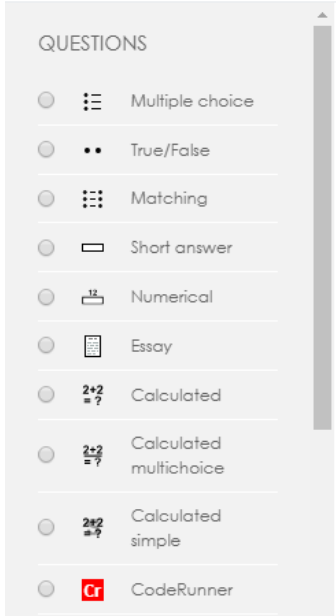 QUESTIONS
Multiple choice
True/False
Matching
Short answer
12
Numerical
Essay
2+2
= ?
Calculated
2+2
= ?
Calculated
multichoice
2+2
= ?
Calculated
simple
Cr
CodeRunner